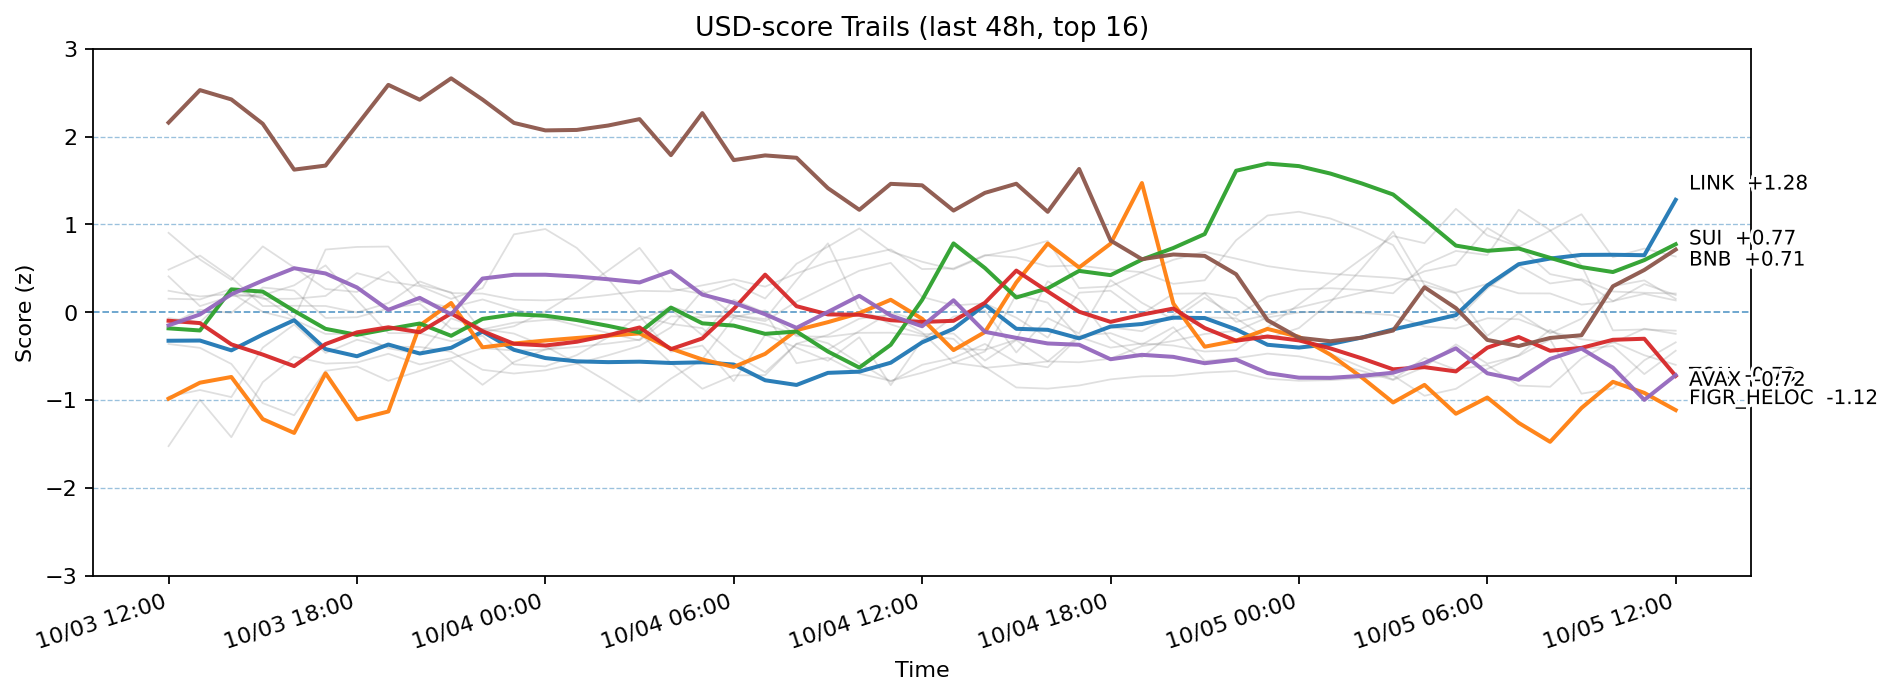 USD-score Trails (last 48h, top 16)
Score (z)
3
2
1
0
−1
−2
−3
LINK +1.28
SUI +0.77
BNB +0.71
AVAX -0.72
FIGR_HELOC -1.12
10/03 12:00
10/03 18:00
10/04 00:00
10/04 06:00
10/04 12:00
10/04 18:00
10/05 00:00
10/05 06:00
10/05 12:00
Time